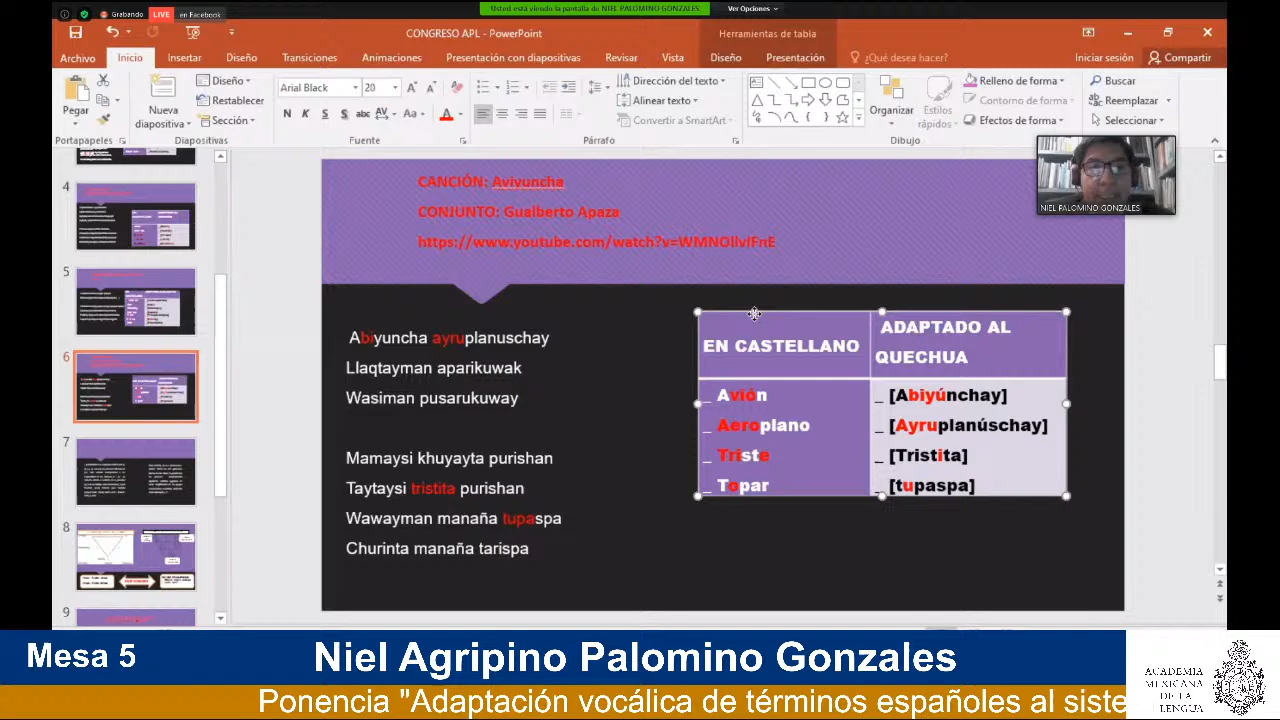 Grabando LIVE en Facebook
Usted está viendo la pantalla de NIEL PALOMINO GONZALES
Ver Opciones
CONGRESO APL - PowerPoint
Herramientas de tabla
Archivo Inicio Insertar Diseño Transiciones Animaciones Presentación con diapositivas Revisar Vista Diseño Presentación ¿Qué desea hacer? Iniciar sesión Compartir
Pegar
Nueva diapositiva
Diseño
Restablecer
Sección
Arial Black 20
N K S S abc AV Aa A
Dirección del texto
Alinear texto
Convertir a SmartArt
Organizar
Estilos rápidos
Relleno de forma
Contorno de forma
Efectos de forma
Buscar
Reemplazar
Seleccionar
Portapapeles Diapositivas Fuente Párrafo Dibujo
NIEL PALOMINO GONZALES
4
5
6
7
8
9
CANCIÓN: Aviyuncha
CONJUNTO: Gualberto Apaza
Abiyuncha ayruplanuschay
Llaqtayman aparikuwak
Wasiman pusarukuway
Mamaysi khuyayta purishan
Taytaysi tristita purishan
Wawayman manaña tupaspa
Churinta manaña tarispa
EN CASTELLANO
ADAPTADO AL QUECHUA
_ Avión _ [Abiyúnchay]
_ Aeroplano _ [Ayruplanúschay]
_ Triste _ [Tristita]
_ Topar _ [tupaspa]
Mesa 5
Niel Agripino Palomino Gonzales
Ponencia "Adaptación vocálica de términos españoles al siste
ACADEMIA
MEXICANA
DE LA
LENGUA